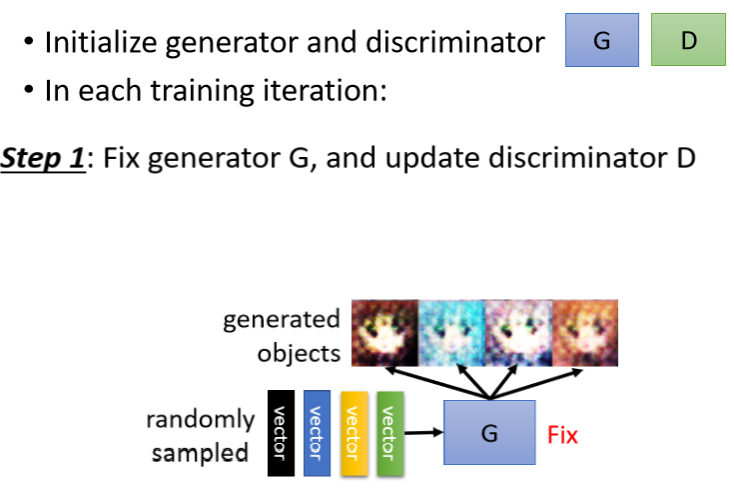 • Initialize generator and discriminator G D
• In each training iteration:
Step 1: Fix generator G, and update discriminator D
generated
objects
randomly
sampled
vector
vector
vector
vector
G
Fix